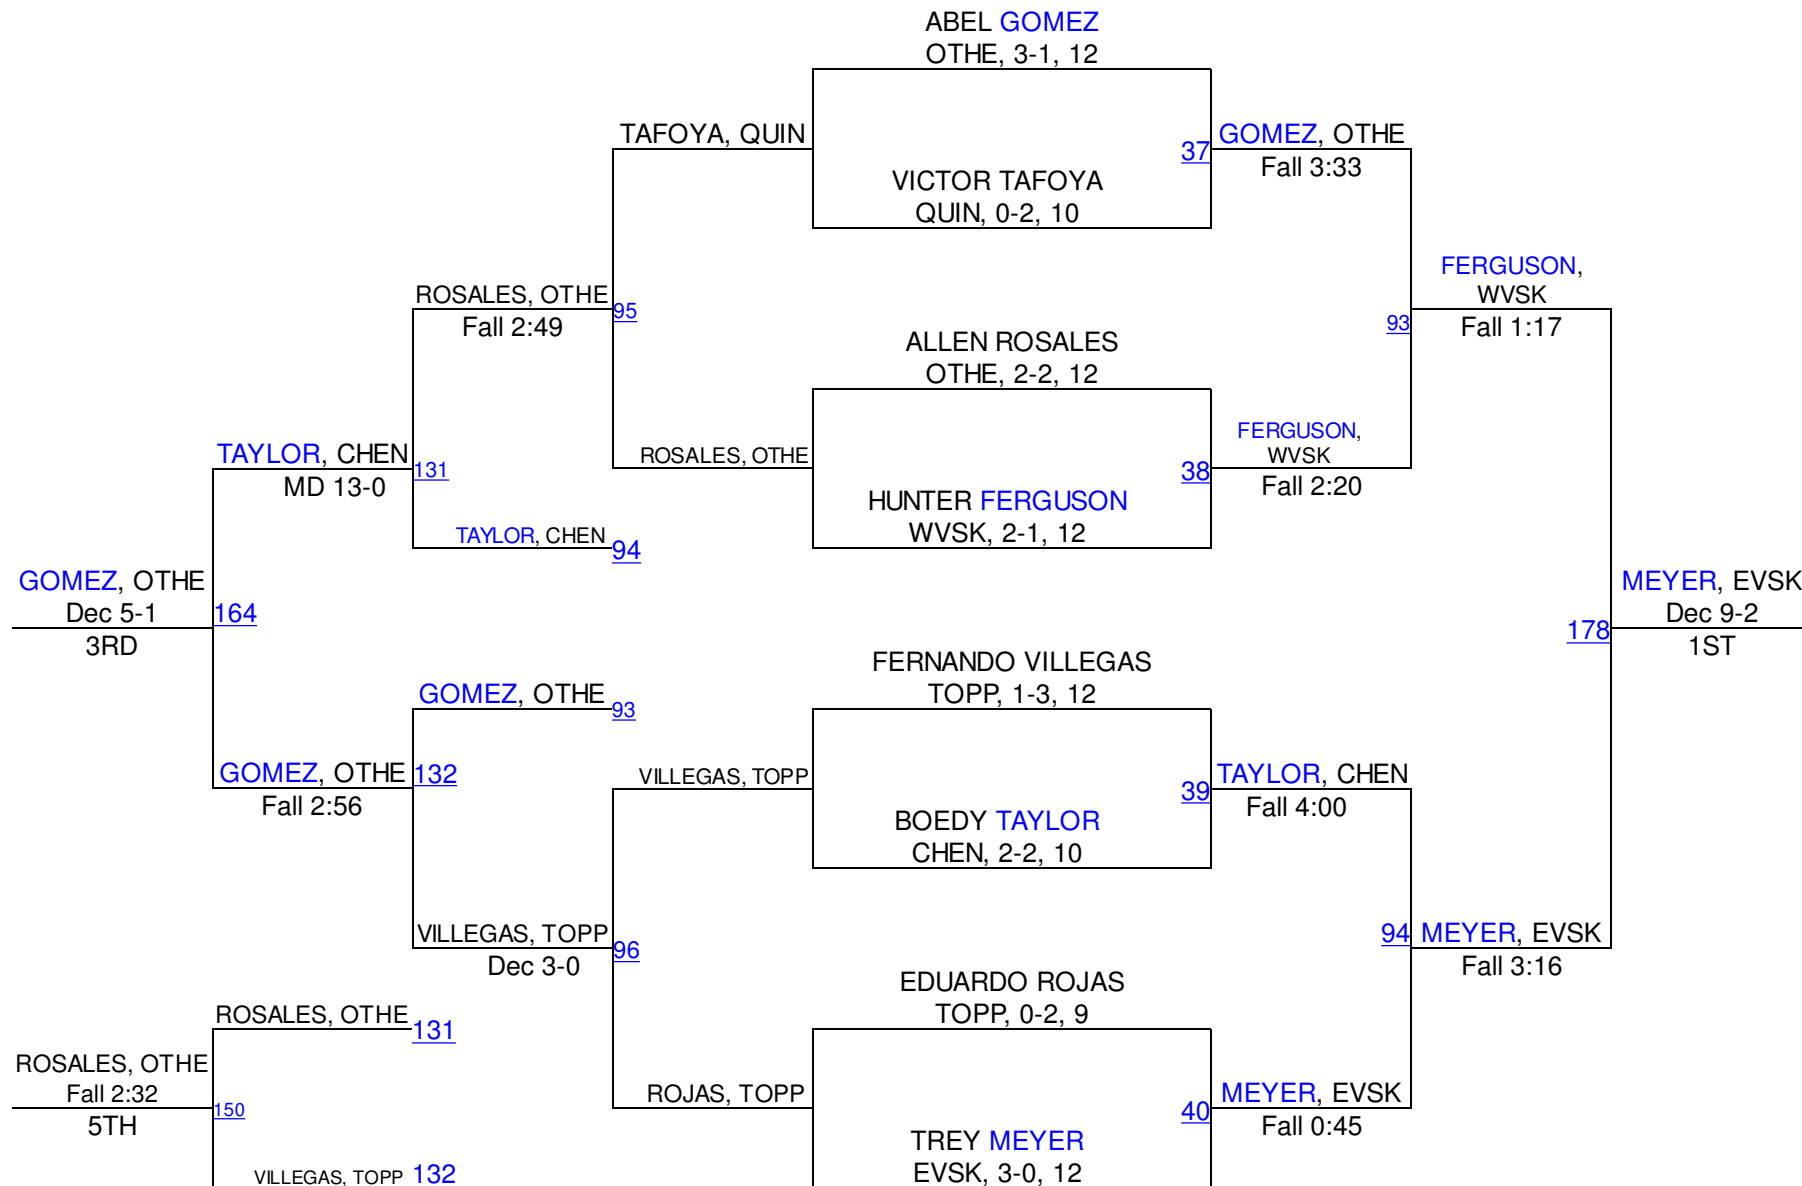 ABEL GOMEZ
OTHE, 3-1, 12
TAFOYA, QUIN
37
GOMEZ, OTHE
Fall 3:33
VICTOR TAFOYA
QUIN, 0-2, 10
FERGUSON,
WVSK
Fall 1:17
ROSALES, OTHE
Fall 2:49
95
93
ALLEN ROSALES
OTHE, 2-2, 12
TAYLOR, CHEN
MD 13-0
131
ROSALES, OTHE
38
FERGUSON,
WVSK
Fall 2:20
HUNTER FERGUSON
WVSK, 2-1, 12
TAYLOR, CHEN
94
GOMEZ, OTHE
Dec 5-1
3RD
164
178
MEYER, EVSK
Dec 9-2
1ST
FERNANDO VILLEGAS
TOPP, 1-3, 12
GOMEZ, OTHE
93
GOMEZ, OTHE
Fall 2:56
132
VILLEGAS, TOPP
39
TAYLOR, CHEN
Fall 4:00
BOEDY TAYLOR
CHEN, 2-2, 10
VILLEGAS, TOPP
Dec 3-0
96
94
MEYER, EVSK
Fall 3:16
EDUARDO ROJAS
TOPP, 0-2, 9
ROSALES, OTHE
131
ROSALES, OTHE
Fall 2:32
5TH
150
ROJAS, TOPP
40
MEYER, EVSK
Fall 0:45
TREY MEYER
EVSK, 3-0, 12
VILLEGAS, TOPP
132